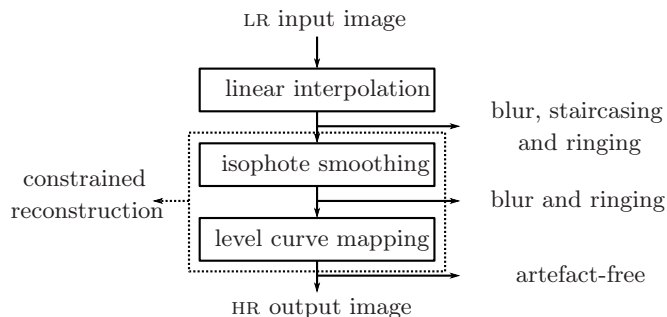 LR input image
linear interpolation
blur, staircasing
and ringing
isophote smoothing
constrained
reconstruction
blur and ringing
level curve mapping
artefact-free
HR output image